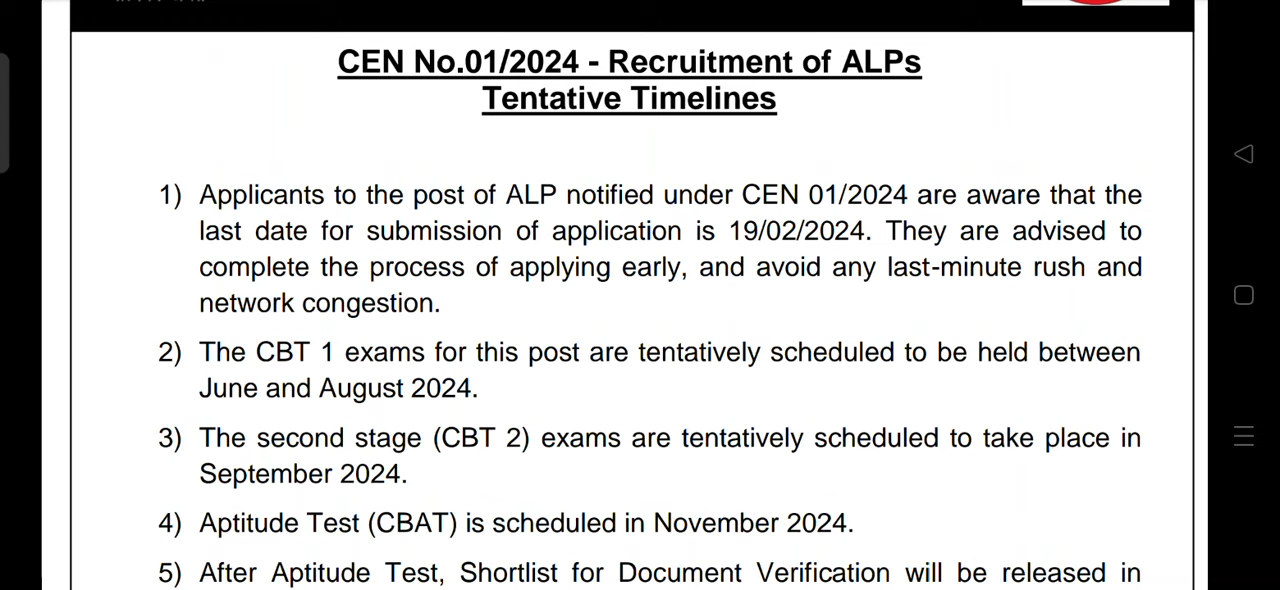 CEN No.01/2024 - Recruitment of ALPs
Tentative Timelines
1) Applicants to the post of ALP notified under CEN 01/2024 are aware that the
last date for submission of application is 19/02/2024. They are advised to
complete the process of applying early, and avoid any last-minute rush and
network congestion.
2) The CBT 1 exams for this post are tentatively scheduled to be held between
June and August 2024.
3) The second stage (CBT 2) exams are tentatively scheduled to take place in
September 2024.
4) Aptitude Test (CBAT) is scheduled in November 2024.
5) After Aptitude Test, Shortlist for Document Verification will be released in